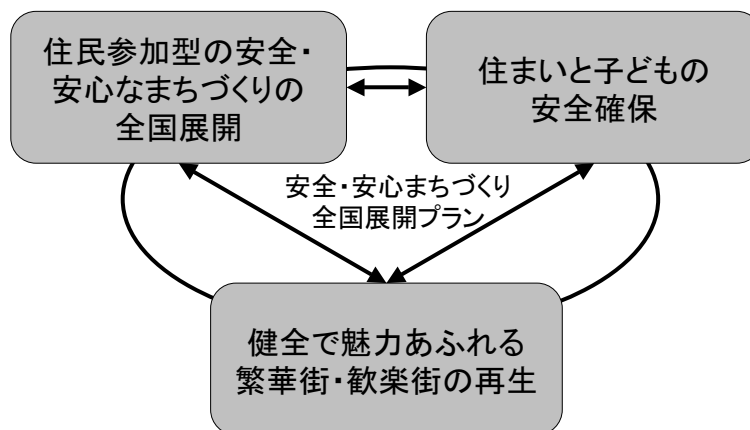 住民参加型の安全・
安心なまちづくりの
全国展開
住まいと子どもの
安全確保
安全・安心まちづくり
全国展開プラン
健全で魅力あふれる
繁華街・歓楽街の再生